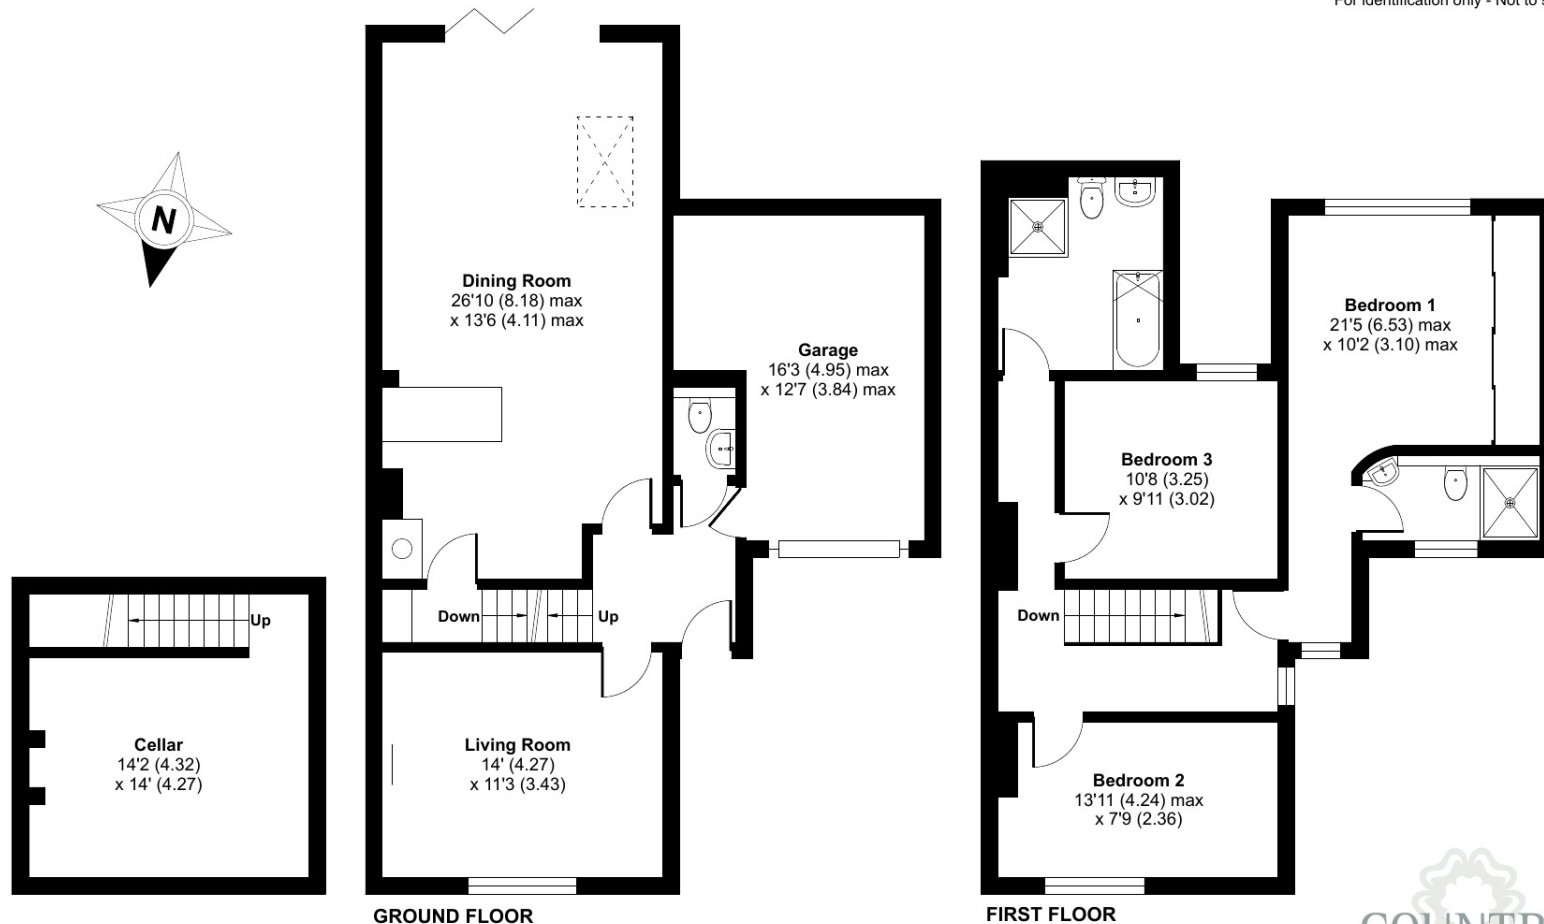 For identification only - Not to s
N
Dining Room
26'10 (8.18) max
x 13'6 (4.11) max
Garage
16'3 (4.95) max
x 12'7 (3.84) max
Down
Up
Living Room
14' (4.27)
x 11'3 (3.43)
GROUND FLOOR
Up
Cellar
14'2 (4.32)
x 14' (4.27)
Bedroom 1
21'5 (6.53) max
x 10'2 (3.10) max
Bedroom 3
10'8 (3.25)
x 9'11 (3.02)
Down
Bedroom 2
13'11 (4.24) max
x 7'9 (2.36)
FIRST FLOOR
COUNTR